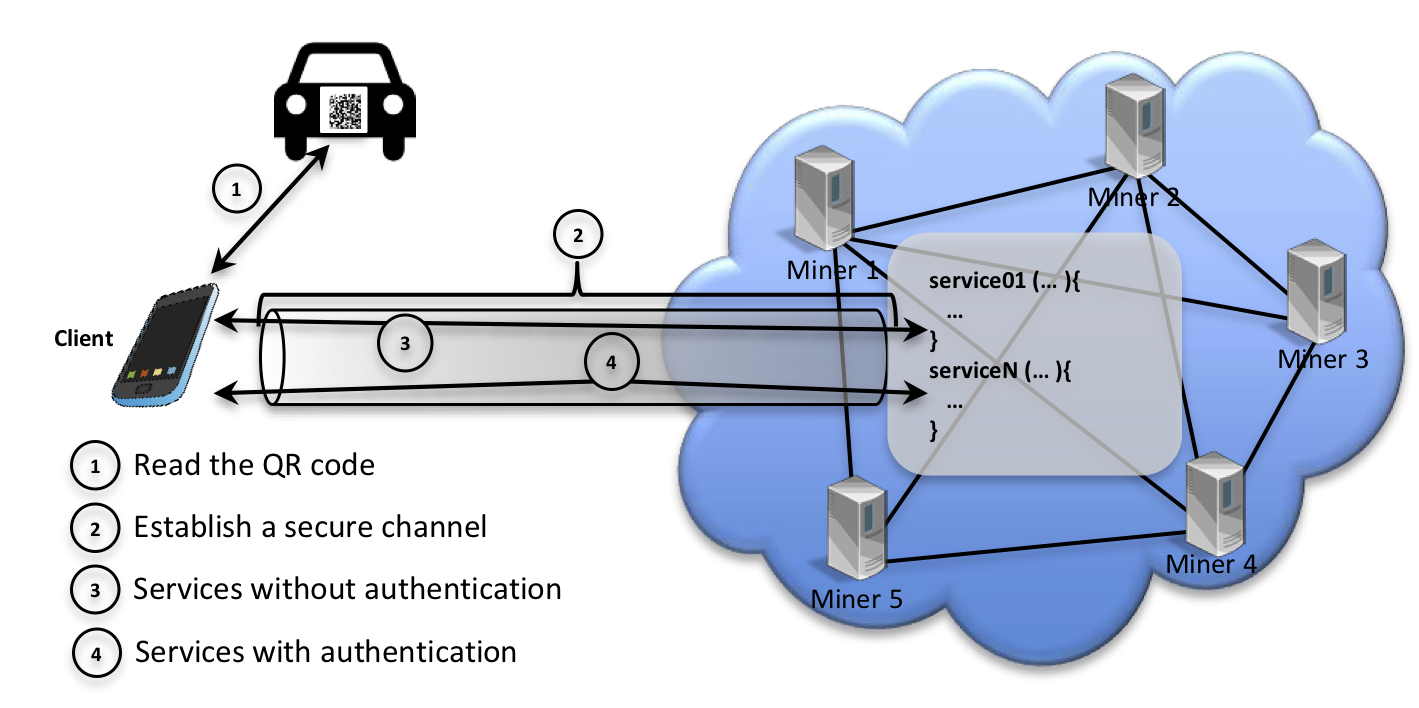 1
2
Client
3
4
Miner 1
Miner 2
Miner 3
Miner 4
Miner 5
service01 (... ){
...
}
serviceN (... ){
...
}
1 Read the QR code
2 Establish a secure channel
3 Services without authentication
4 Services with authentication